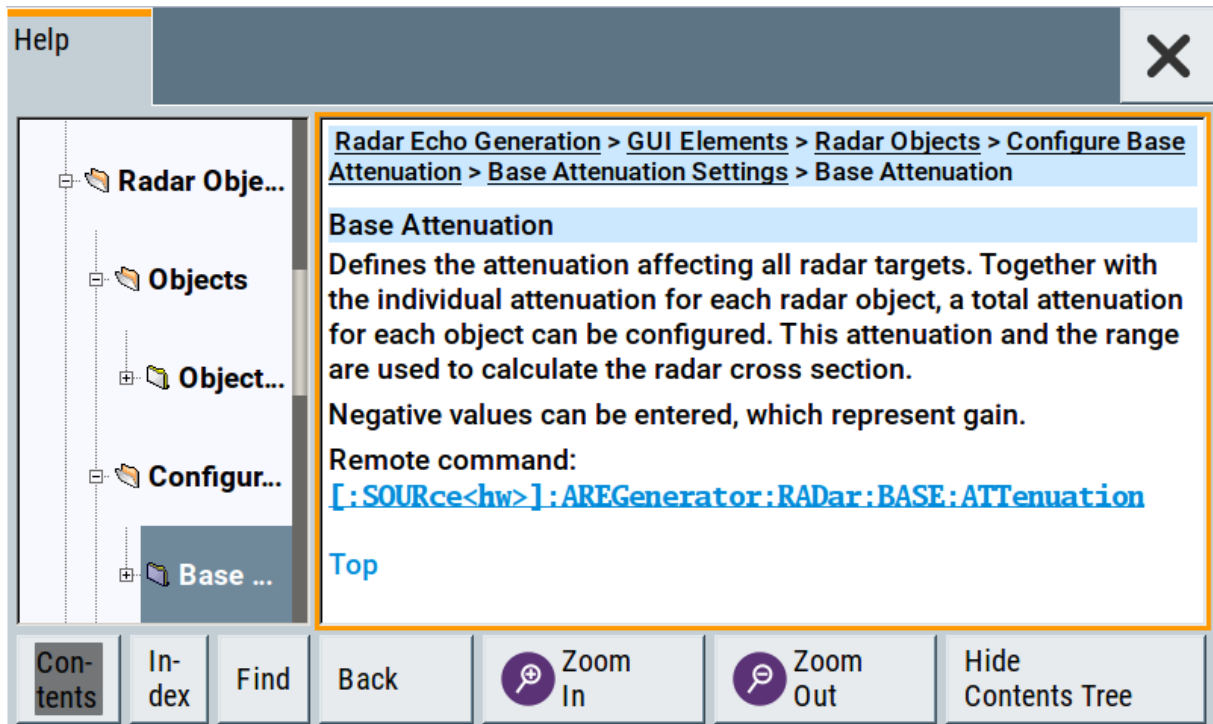 Help
Radar Obje...
Objects
Object...
Configur...
Base ...
Radar Echo Generation > GUI Elements > Radar Objects > Configure Base
Attenuation > Base Attenuation Settings > Base Attenuation
Base Attenuation
Defines the attenuation affecting all radar targets. Together with
the individual attenuation for each radar object, a total attenuation
for each object can be configured. This attenuation and the range
are used to calculate the radar cross section.
Negative values can be entered, which represent gain.
Remote command:
[:SOURce<hw>]:AREGenerator:RADar:BASE:ATTenuation
Top
Con-
tents
In-
dex
Find
Back
Zoom
In
Zoom
Out
Hide
Contents Tree